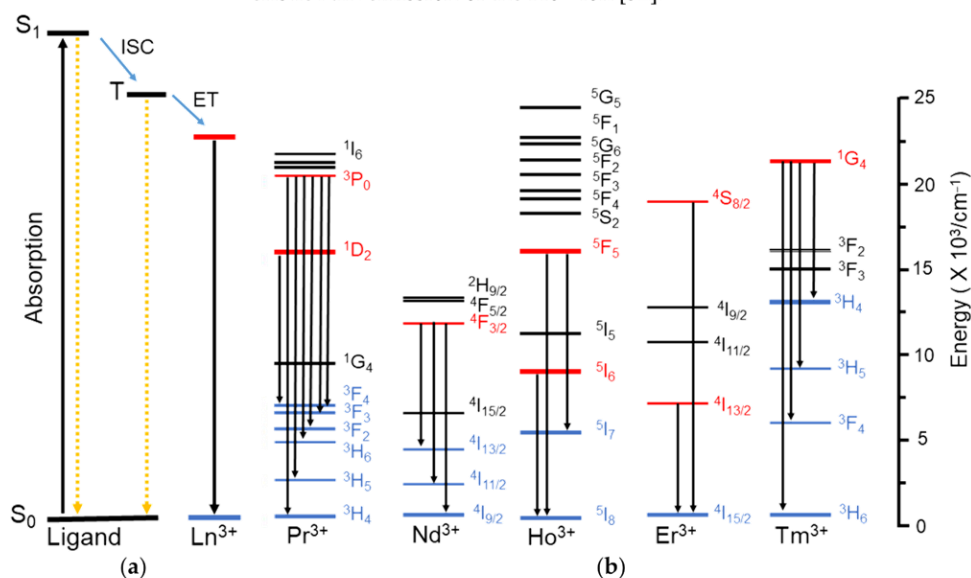 S₁
ISC
T
ET
Absorption
S₀
Ligand
Ln³⁺
(a)
¹I₆
³P₀
¹D₂
¹G₄
³F₄
³F₃
³F₂
³H₆
³H₅
³H₄
Pr³⁺
²H₉/₂
⁴F₅/₂
⁴F₃/₂
⁴I₁₅/₂
⁴I₁₃/₂
⁴I₁₁/₂
⁴I₉/₂
Nd³⁺
⁵G₅
⁵F₁
⁵G₆
⁵F₂
⁵F₃
⁵F₄
⁵S₂
⁵F₅
⁵I₅
⁵I₆
⁵I₇
⁵I₈
Ho³⁺
(b)
⁴S₈/₂
⁴I₉/₂
⁴I₁₁/₂
⁴I₁₃/₂
⁴I₁₅/₂
Er³⁺
¹G₄
³F₂
³F₃
³H₄
³H₅
³F₄
³H₆
Tm³⁺
25
20
15
10
5
0
Energy ( X 10³/cm⁻¹)